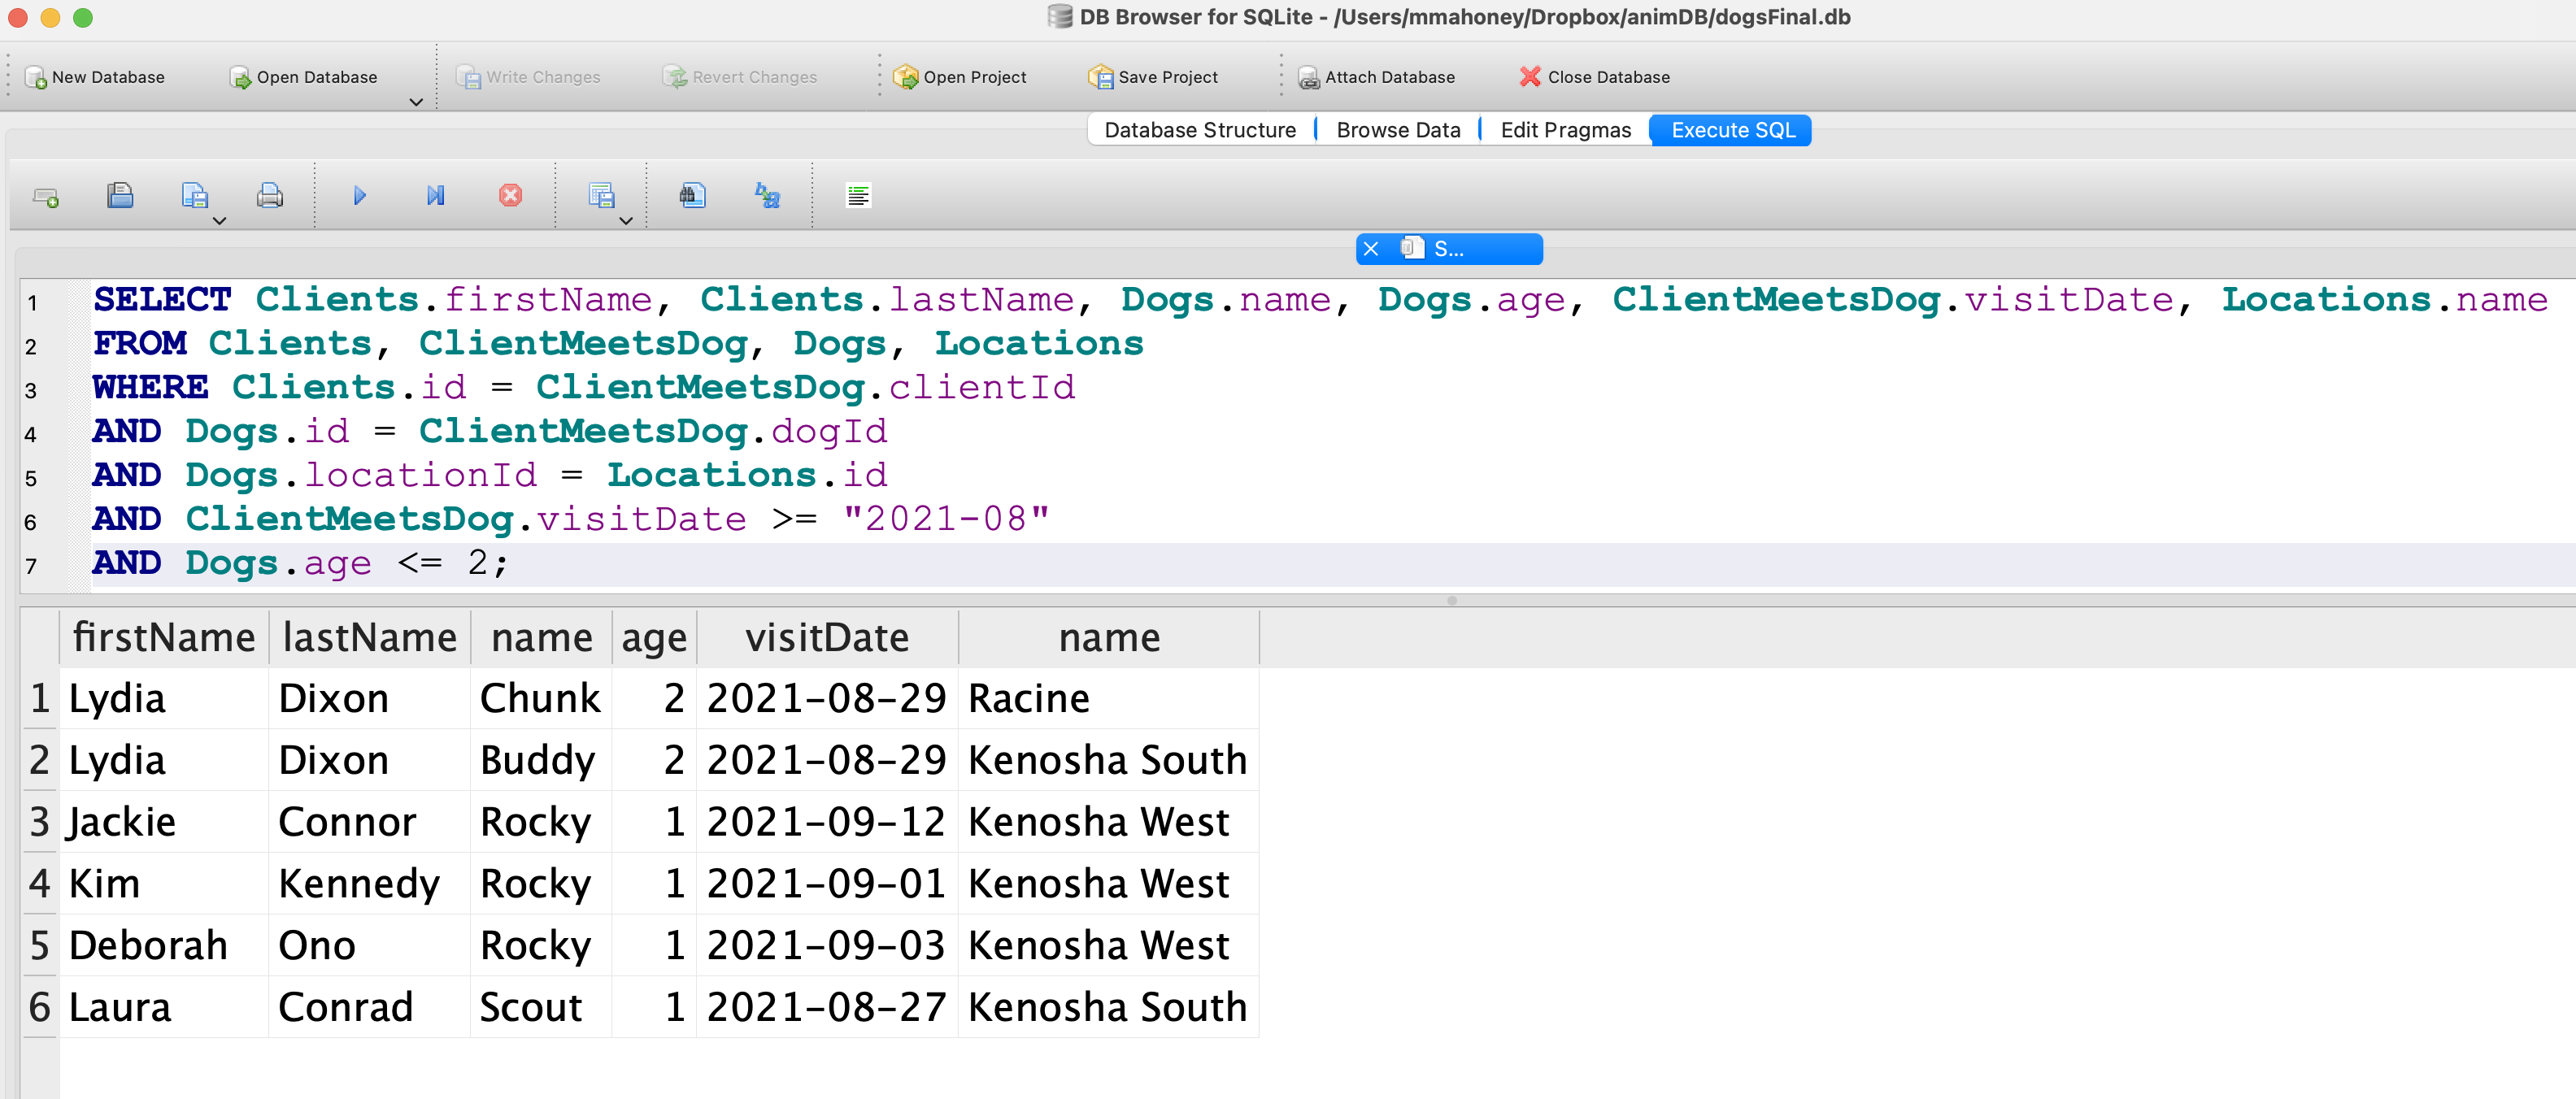 DB Browser for SQLite - /Users/mmahoney/Dropbox/animDB/dogsFinal.db
New Database Open Database Write Changes Revert Changes Open Project Save Project Attach Database Close Database
Database Structure Browse Data Edit Pragmas Execute SQL
S...
1 SELECT Clients.firstName, Clients.lastName, Dogs.name, Dogs.age, ClientMeetsDog.visitDate, Locations.name
2 FROM Clients, ClientMeetsDog, Dogs, Locations
3 WHERE Clients.id = ClientMeetsDog.clientId
4 AND Dogs.id = ClientMeetsDog.dogId
5 AND Dogs.locationId = Locations.id
6 AND ClientMeetsDog.visitDate >= "2021-08"
7 AND Dogs.age <= 2;
firstName lastName name age visitDate name
1 Lydia Dixon Chunk 2 2021-08-29 Racine
2 Lydia Dixon Buddy 2 2021-08-29 Kenosha South
3 Jackie Connor Rocky 1 2021-09-12 Kenosha West
4 Kim Kennedy Rocky 1 2021-09-01 Kenosha West
5 Deborah Ono Rocky 1 2021-09-03 Kenosha West
6 Laura Conrad Scout 1 2021-08-27 Kenosha South